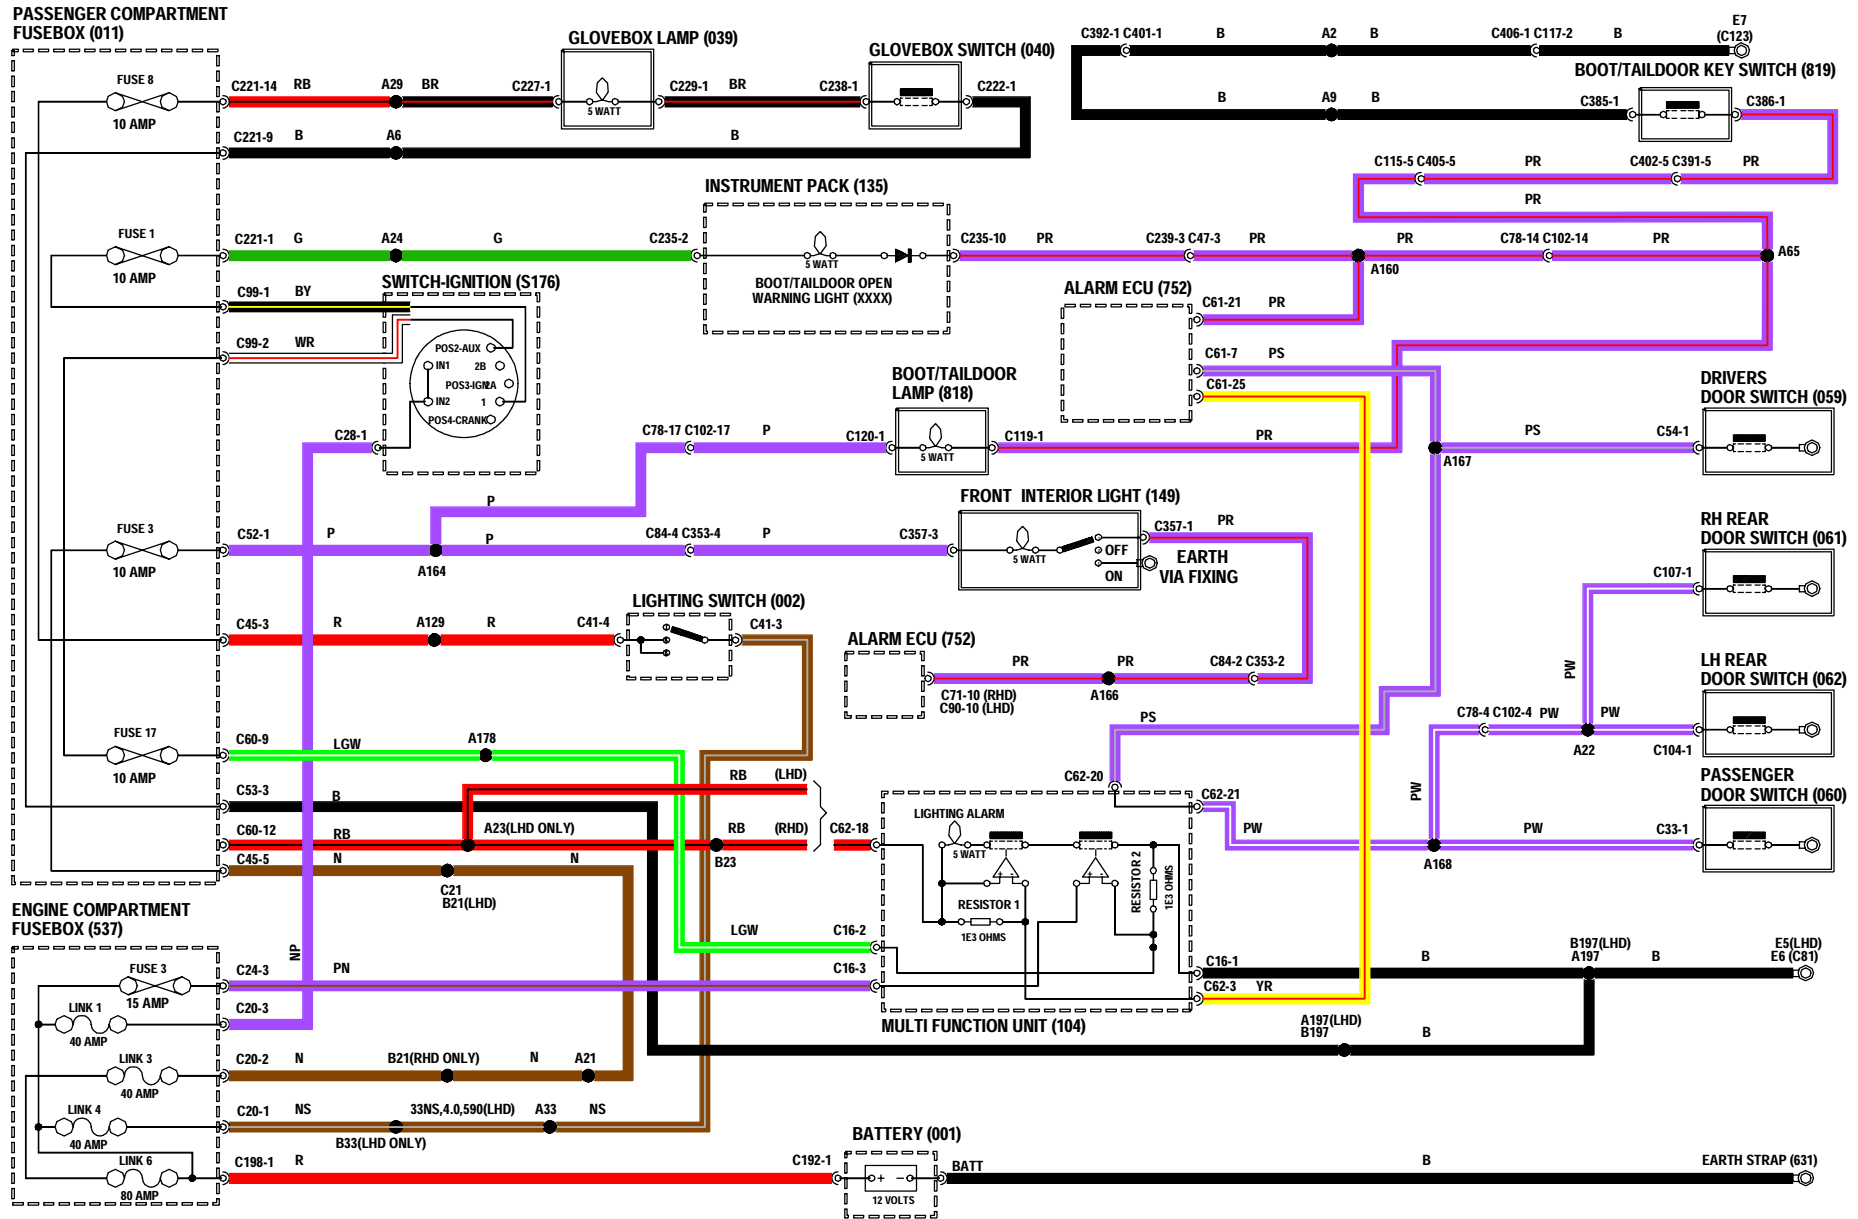 PASSENGER COMPARTMENT
FUSEBOX (011)
GLOVEBOX LAMP (039)
GLOVEBOX SWITCH (040)
C392-1 C401-1
B
A2
B
C406-1 C117-2
B
E7
(C123)
BOOT/TAILDOOR KEY SWITCH (819)
FUSE 8
10 AMP
C221-14
RB
A29
BR
C227-1
5 WATT
C229-1
BR
C238-1
C222-1
B
A9
B
C385-1
C386-1
C221-9
B
A6
B
C115-5 C405-5
PR
C402-5 C391-5
PR
PR
INSTRUMENT PACK (135)
FUSE 1
10 AMP
C221-1
G
A24
G
C235-2
5 WATT
BOOT/TAILDOOR OPEN
WARNING LIGHT (XXXX)
C235-10
PR
C239-3 C47-3
PR
A160
PR
C78-14 C102-14
PR
A65
SWITCH-IGNITION (S176)
C99-1
BY
C99-2
WR
POS2-AUX
IN1
2B
POS3-IGN
2A
IN2
1
POS4-CRANK
C28-1
ALARM ECU (752)
C61-21
PR
C61-7
PS
C61-25
BOOT/TAILDOOR
LAMP (818)
C78-17 C102-17
P
C120-1
5 WATT
C119-1
PR
A167
PS
C54-1
DRIVERS
DOOR SWITCH (059)
FRONT INTERIOR LIGHT (149)
P
FUSE 3
10 AMP
C52-1
P
A164
P
C84-4 C353-4
P
C357-3
5 WATT
OFF
ON
C357-1
PR
EARTH
VIA FIXING
RH REAR
DOOR SWITCH (061)
C107-1
LIGHTING SWITCH (002)
C45-3
R
A129
R
C41-4
C41-3
ALARM ECU (752)
C71-10 (RHD)
C90-10 (LHD)
PR
A166
PR
C84-2 C353-2
PW
LH REAR
DOOR SWITCH (062)
C78-4 C102-4
PW
A22
PW
C104-1
PS
FUSE 17
10 AMP
C60-9
LGW
A178
C62-20
C62-21
PW
PASSENGER
DOOR SWITCH (060)
C53-3
B
RB
(LHD)
C60-12
RB
A23(LHD ONLY)
RB
(RHD)
B23
C62-18
LIGHTING ALARM
5 WATT
+ -
+ -
RESISTOR 1
1E3 OHMS
RESISTOR 2
1E3 OHMS
PW
A168
PW
C33-1
C45-5
N
C21
B21(LHD)
N
LGW
C16-2
ENGINE COMPARTMENT
FUSEBOX (537)
FUSE 3
15 AMP
C24-3
PN
NP
C16-3
C16-1
B
B197(LHD)
A197
B
E5(LHD)
E6 (C81)
C62-3
YR
LINK 1
40 AMP
C20-3
MULTI FUNCTION UNIT (104)
A197(LHD)
B197
B
LINK 3
40 AMP
C20-2
N
B21(RHD ONLY)
N
A21
LINK 4
40 AMP
C20-1
NS
33NS,4.0,590(LHD)
B33(LHD ONLY)
A33
NS
BATTERY (001)
LINK 6
80 AMP
C198-1
R
C192-1
+ -
12 VOLTS
BATT
B
EARTH STRAP (631)